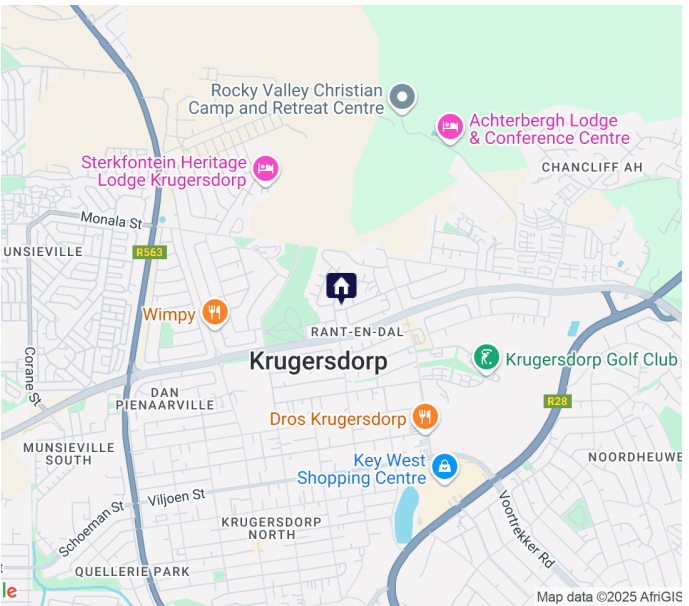 Rocky Valley Christian
Camp and Retreat Centre
Achterbergh Lodge
& Conference Centre
Sterkfontein Heritage
Lodge Krugersdorp
CHANCLIFF AH
Monala St
UNSIEVILLE
R563
Wimpy
RANT-EN-DAL
Krugersdorp
Krugersdorp Golf Club
Corane St
DAN
PIENAARVILLE
R28
Dros Krugersdorp
MUNSIEVILLE
SOUTH
Key West
Shopping Centre
NOORDHEUWE
Viljoen St
Voortrekker Rd
Schoeman St
KRUGERSDORP
NORTH
QUELLERIE PARK
le
Map data ©2025 AfriGIS